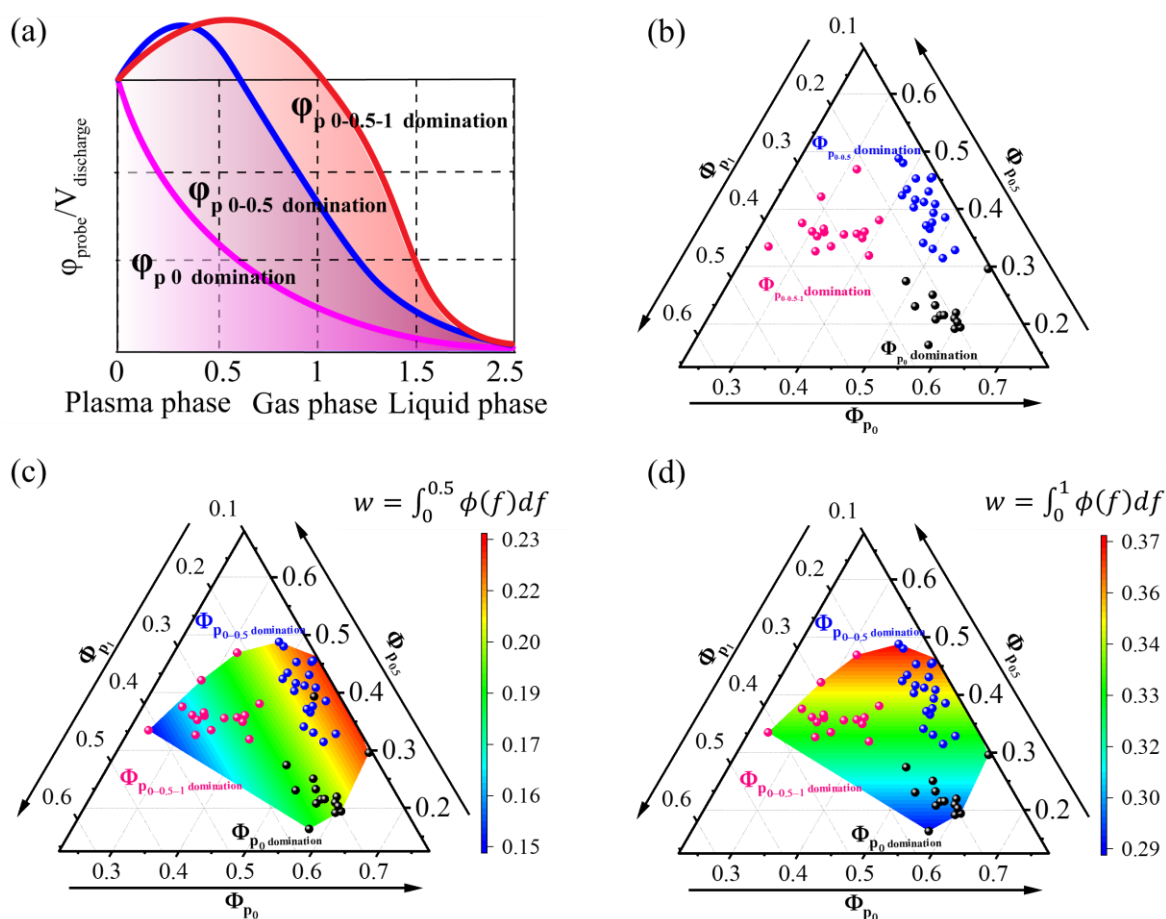 (a)
φprobe/Vdischarge
φp 0-0.5-1 domination
φp 0-0.5 domination
φp 0 domination
0 0.5 1 1.5 2.5
Plasma phase Gas phase Liquid phase
(b)
0.1
0.2
0.3
0.4
0.5
0.6
Φp1
0.6
0.5
0.4
0.3
0.2
Φp0.5
Φp0-0.5 domination
Φp0-0.5-1 domination
Φp0 domination
0.3 0.4 0.5 0.6 0.7
Φp0
(c)
w = ∫₀^0.5 ϕ(f)df
0.1
0.2
0.3
0.4
0.5
0.6
Φp1
0.6
0.5
0.4
0.3
0.2
Φp0.5
Φp0−0.5 domination
Φp0−0.5−1 domination
Φp0 domination
0.3 0.4 0.5 0.6 0.7
Φp0
0.23
0.22
0.20
0.19
0.17
0.16
0.15
(d)
w = ∫₀^1 ϕ(f)df
0.1
0.2
0.3
0.4
0.5
0.6
Φp1
0.6
0.5
0.4
0.3
0.2
Φp0.5
Φp0−0.5 domination
Φp0−0.5−1 domination
Φp0 domination
0.3 0.4 0.5 0.6 0.7
Φp0
0.37
0.36
0.34
0.33
0.32
0.30
0.29